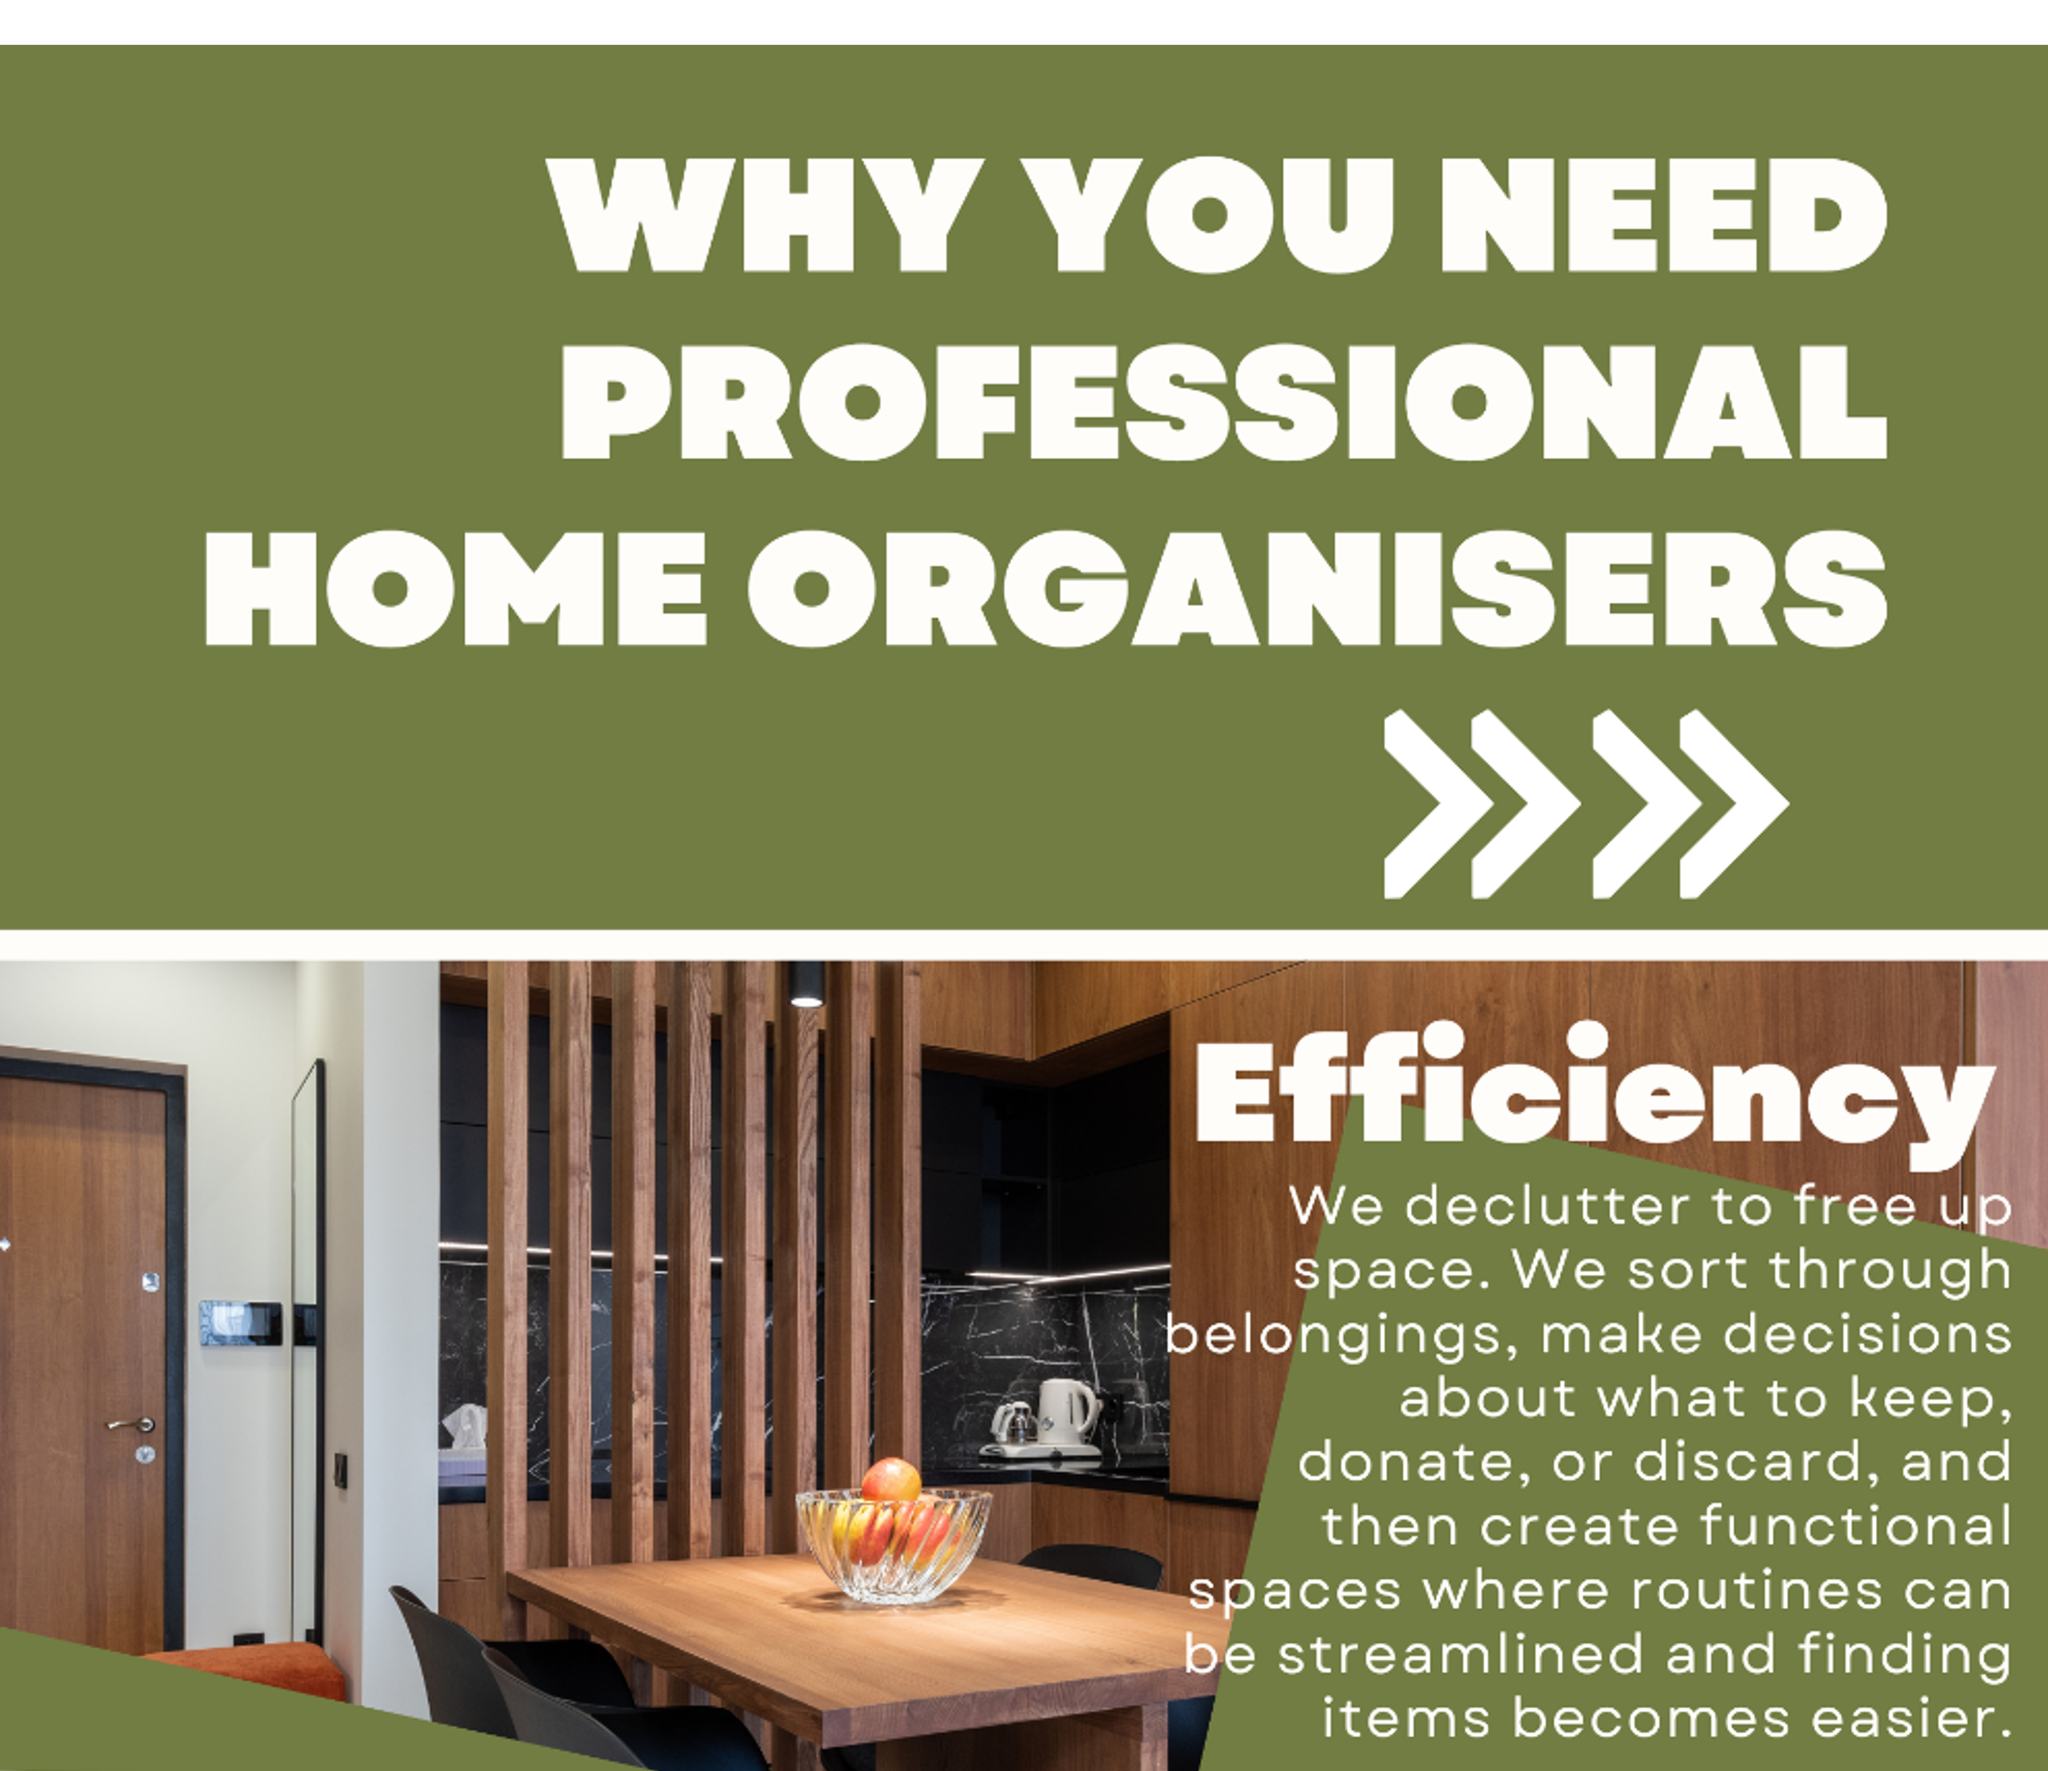 WHY YOU NEED
PROFESSIONAL
HOME ORGANISERS
Efficiency
We declutter to free up
space. We sort through
belongings, make decisions
about what to keep,
donate, or discard, and
then create functional
spaces where routines can
be streamlined and finding
items becomes easier.